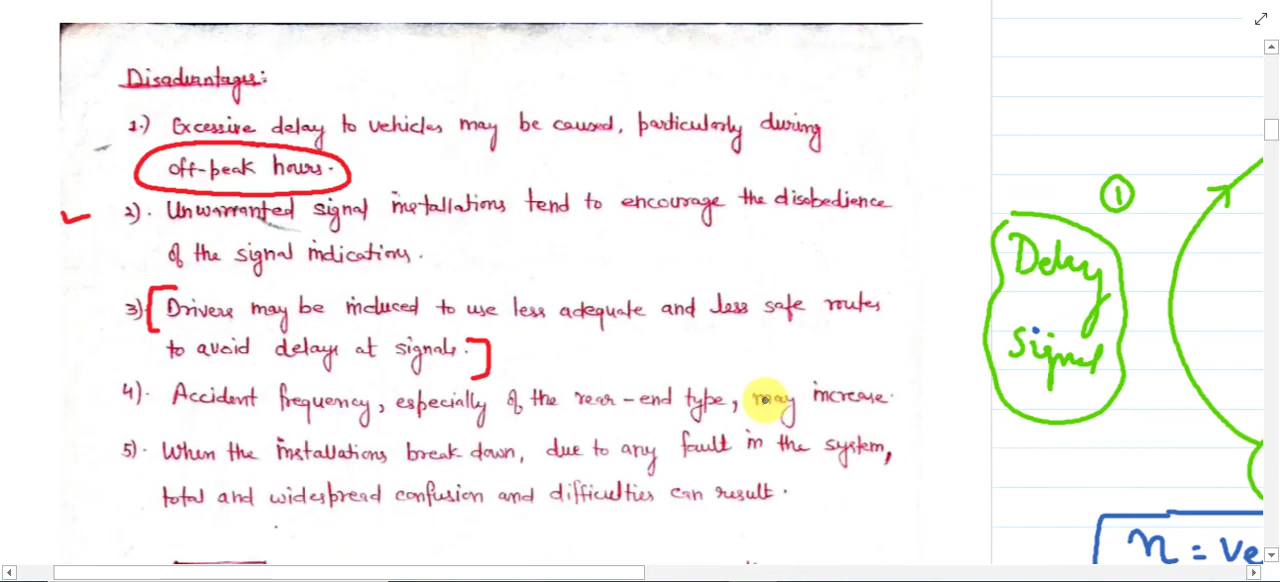 Disadvantages:
1.) Excessive delay to vehicles may be caused, particularly during
off-peak hours.
2). Unwarranted signal installations tend to encourage the disobedience
of the signal indications.
3) Drivers may be induced to use less adequate and less safe routes
to avoid delays at signals.
4). Accident frequency, especially of the rear-end type, may increase.
5). When the installations break down, due to any fault in the system,
total and widespread confusion and difficulties can result.
1
Delay
Signal
n = Ve